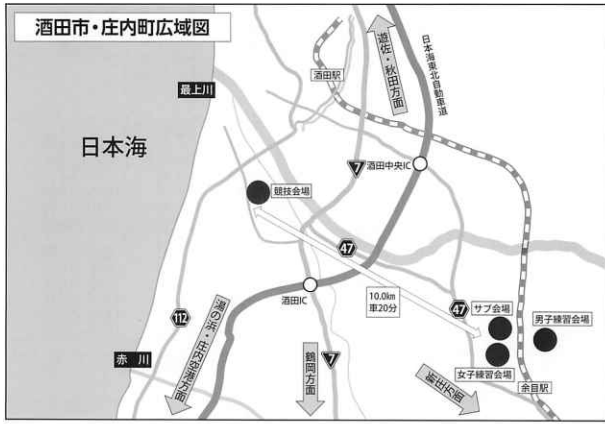 酒田市・庄内町広域図
酒田駅
遊佐・秋田方面
日本海東北自動車道
最上川
日本海
7
酒田中央IC
競技会場
47
酒田IC
10.0km
車20分
112
47
サブ会場
男子練習会場
湯の浜・庄内空港方面
鶴岡方面
7
赤川
女子練習会場
新庄方面
余目駅